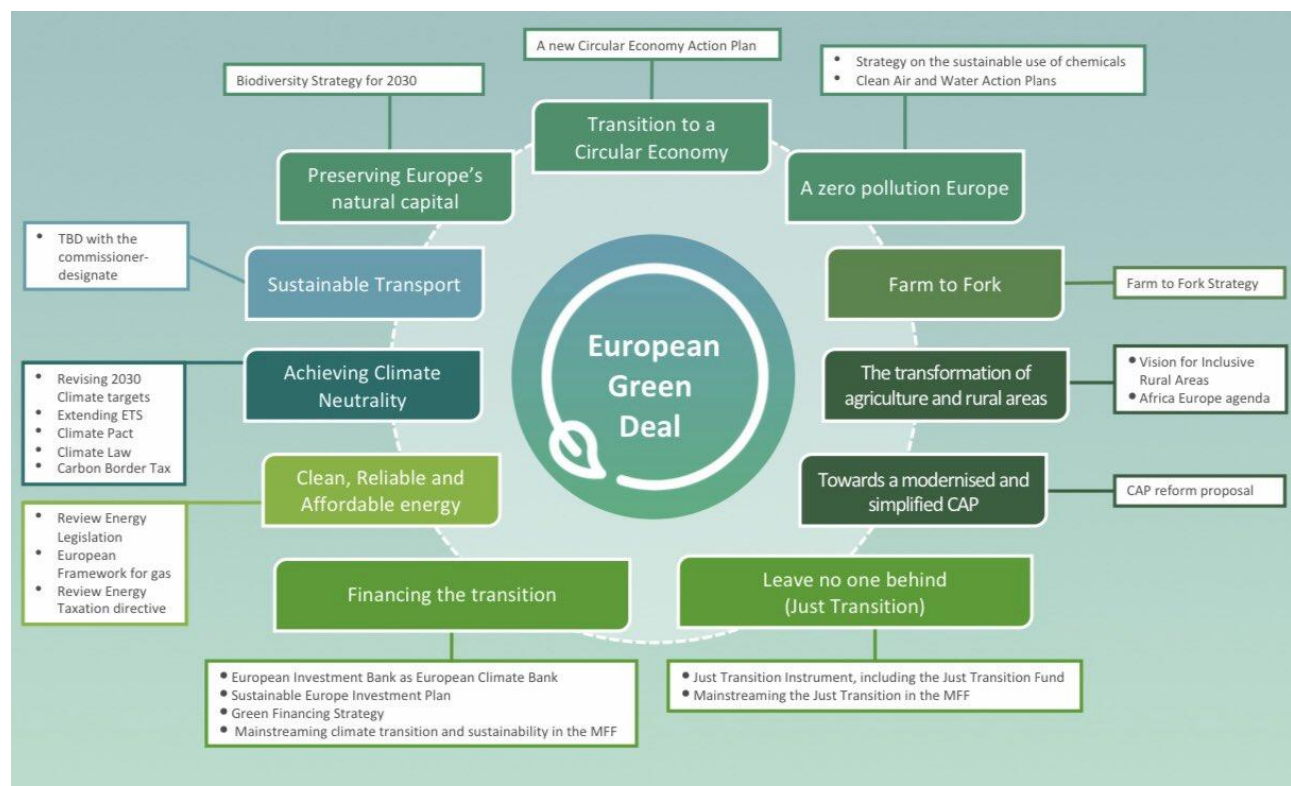 A new Circular Economy Action Plan
Biodiversity Strategy for 2030
• Strategy on the sustainable use of chemicals
• Clean Air and Water Action Plans
Transition to a
Circular Economy
Preserving Europe's
natural capital
A zero pollution Europe
• TBD with the
commissioner-
designate
Sustainable Transport
Farm to Fork
Farm to Fork Strategy
European
Green
Deal
• Revising 2030
Climate targets
• Extending ETS
• Climate Pact
• Climate Law
• Carbon Border Tax
Achieving Climate
Neutrality
The transformation of
agriculture and rural areas
• Vision for Inclusive
Rural Areas
• Africa Europe agenda
Clean, Reliable and
Affordable energy
Towards a modernised and
simplified CAP
CAP reform proposal
• Review Energy
Legislation
• European
Framework for gas
• Review Energy
Taxation directive
Financing the transition
Leave no one behind
(Just Transition)
• European Investment Bank as European Climate Bank
• Sustainable Europe Investment Plan
• Green Financing Strategy
• Mainstreaming climate transition and sustainability in the MFF
• Just Transition Instrument, including the Just Transition Fund
• Mainstreaming the Just Transition in the MFF